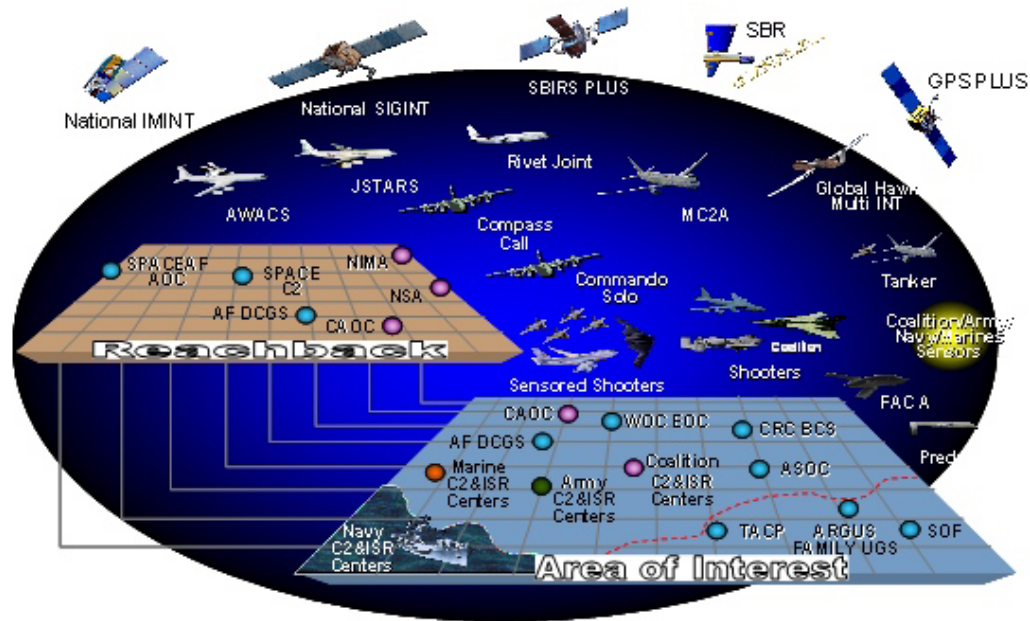 SBR
SBIRS PLUS
GPS PLUS
National IMINT
National SIGINT
Rivet Joint
JSTARS
AWACS
MC2A
Global Hawk
Multi INT
Compass
Call
Commando
Solo
Tanker
SPACEAF
AOC
SPACE
C2
NIMA
NSA
AF DCGS
CAOC
Reachback
Sensored Shooters
Coalition
Shooters
Coalition/Army/
Navy/Marines
Sensors
FAC A
CAOC
WOC EOC
CRC BCS
AF DCGS
Marine
C2&ISR
Centers
Army
C2&ISR
Centers
Coalition
C2&ISR
Centers
ASOC
Navy
C2&ISR
Centers
TACP
ARGUS
FAMILY UGS
SOF
Area of Interest